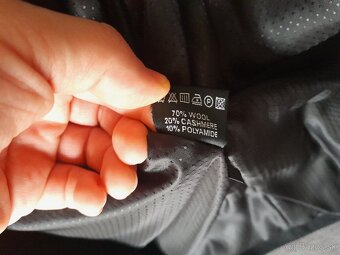 70% WOOL
20% CASHMERE
10% POLYAMIDE